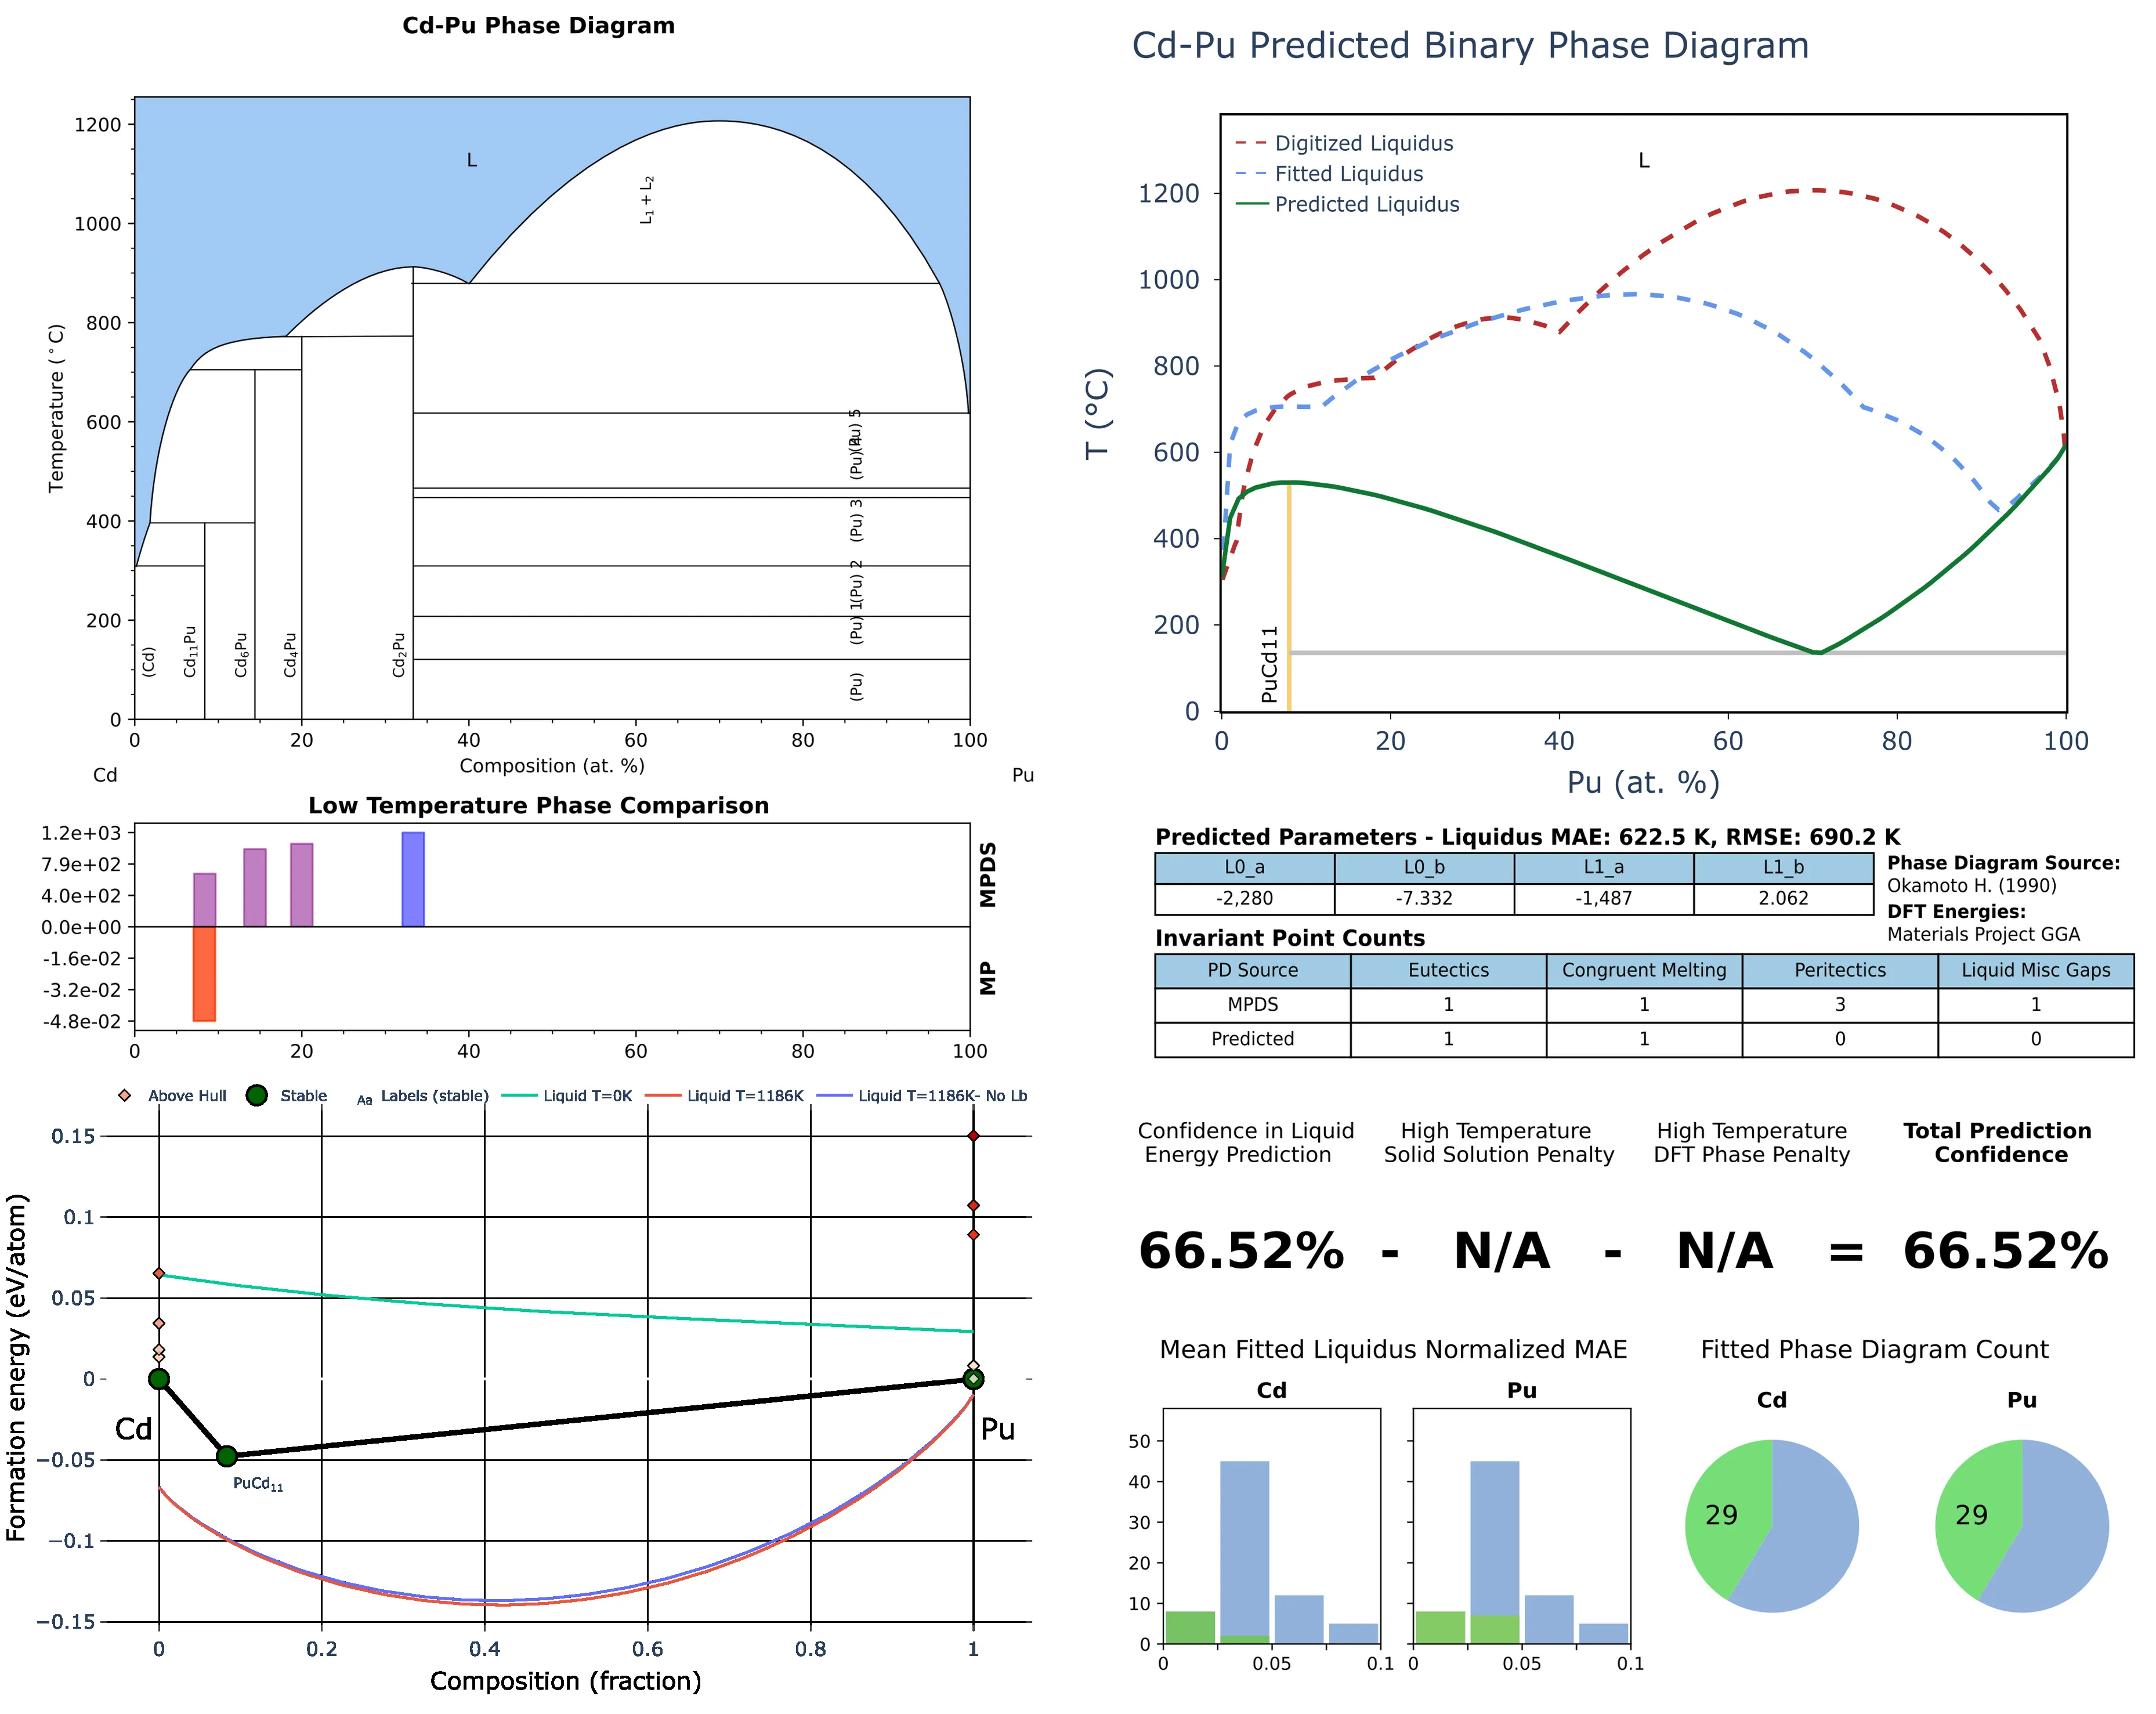 Cd-Pu Phase Diagram
1200
1000
800
600
400
200
0
Temperature (°C)
L
L₁ + L₂
(Cd)
Cd₁₁Pu
Cd₆Pu
Cd₄Pu
Cd₂Pu
(Pu) 5
(Pu) 4
(Pu) 3
(Pu) 2
(Pu) 1
(Pu)
0 20 40 60 80 100
Composition (at. %)
Cd Pu
Low Temperature Phase Comparison
1.2e+03
7.9e+02
4.0e+02
0.0e+00
-1.6e-02
-3.2e-02
-4.8e-02
MPDS
MP
0 20 40 60 80 100
Above Hull Stable Aa Labels (stable) Liquid T=0K Liquid T=1186K Liquid T=1186K- No Lb
0.15
0.1
0.05
0
−0.05
−0.1
−0.15
Formation energy (eV/atom)
Cd
Pu
PuCd₁₁
0 0.2 0.4 0.6 0.8 1
Composition (fraction)
Cd-Pu Predicted Binary Phase Diagram
Digitized Liquidus
Fitted Liquidus
Predicted Liquidus
L
1200
1000
800
600
400
200
0
T (°C)
PuCd11
0 20 40 60 80 100
Pu (at. %)
Predicted Parameters - Liquidus MAE: 622.5 K, RMSE: 690.2 K
L0_a L0_b L1_a L1_b
-2,280 -7.332 -1,487 2.062
Phase Diagram Source:
Okamoto H. (1990)
DFT Energies:
Materials Project GGA
Invariant Point Counts
PD Source Eutectics Congruent Melting Peritectics Liquid Misc Gaps
MPDS 1 1 3 1
Predicted 1 1 0 0
Confidence in Liquid Energy Prediction
High Temperature Solid Solution Penalty
High Temperature DFT Phase Penalty
Total Prediction Confidence
66.52% - N/A - N/A = 66.52%
Mean Fitted Liquidus Normalized MAE
Cd Pu
50
40
30
20
10
0
0 0.05 0.1
0 0.05 0.1
Fitted Phase Diagram Count
Cd Pu
29 29